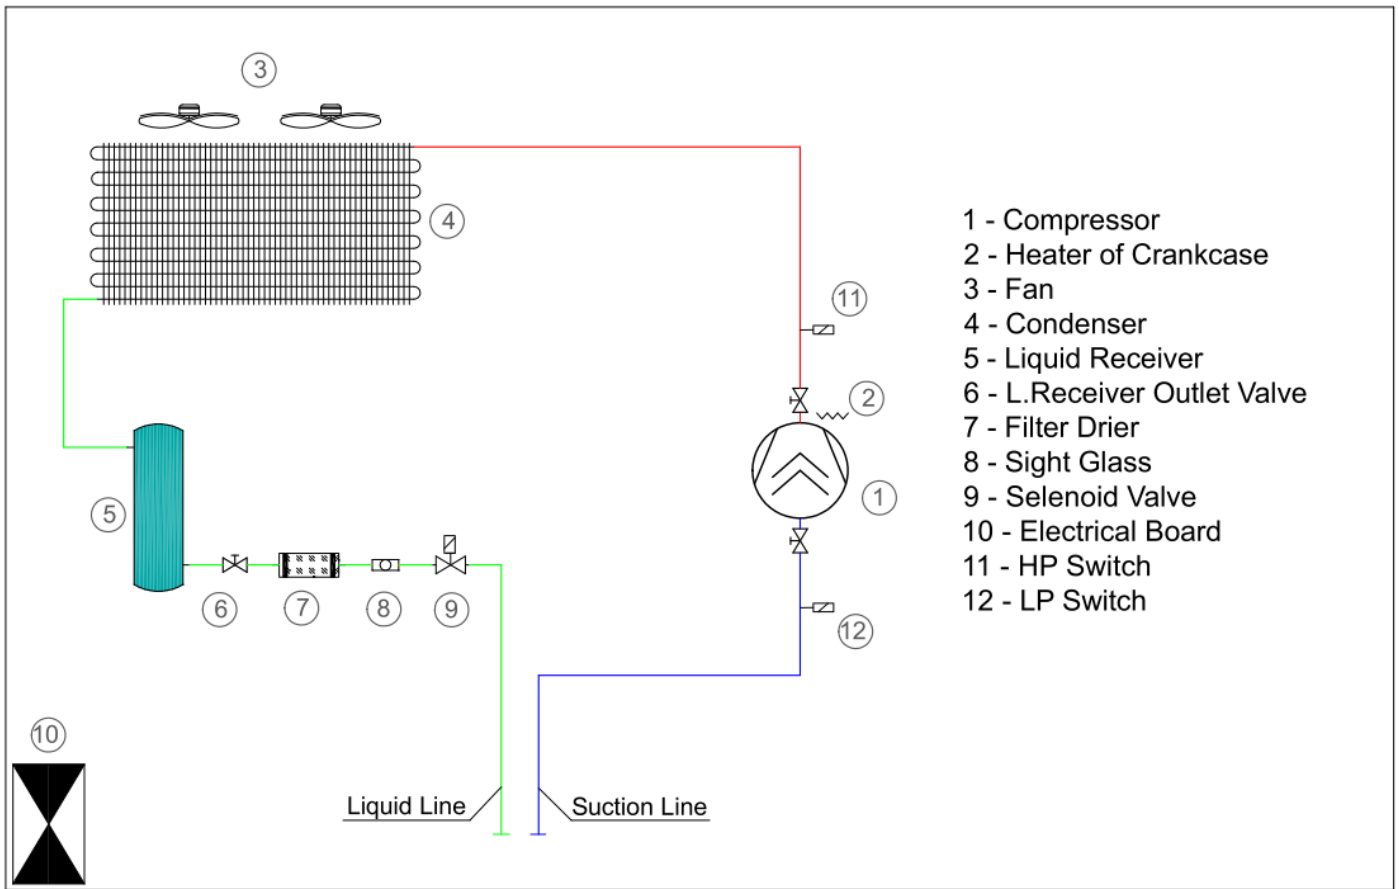 3
4
11
2
1
5
6
7
8
9
12
10
Liquid Line
Suction Line
1 - Compressor
2 - Heater of Crankcase
3 - Fan
4 - Condenser
5 - Liquid Receiver
6 - L.Receiver Outlet Valve
7 - Filter Drier
8 - Sight Glass
9 - Selenoid Valve
10 - Electrical Board
11 - HP Switch
12 - LP Switch